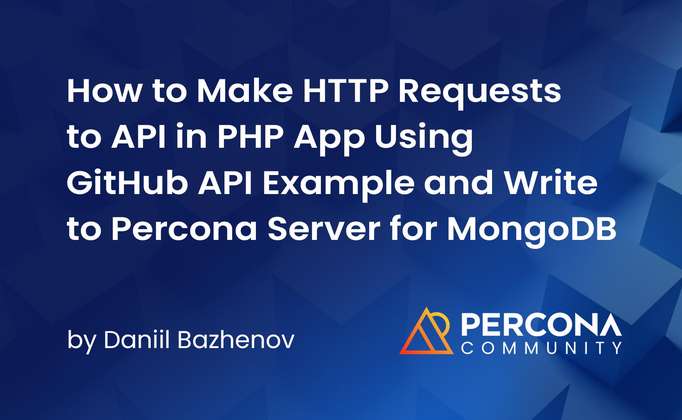 How to Make HTTP Requests
to API in PHP App Using
GitHub API Example and Write
to Percona Server for MongoDB
by Daniil Bazhenov
PERCONA
COMMUNITY